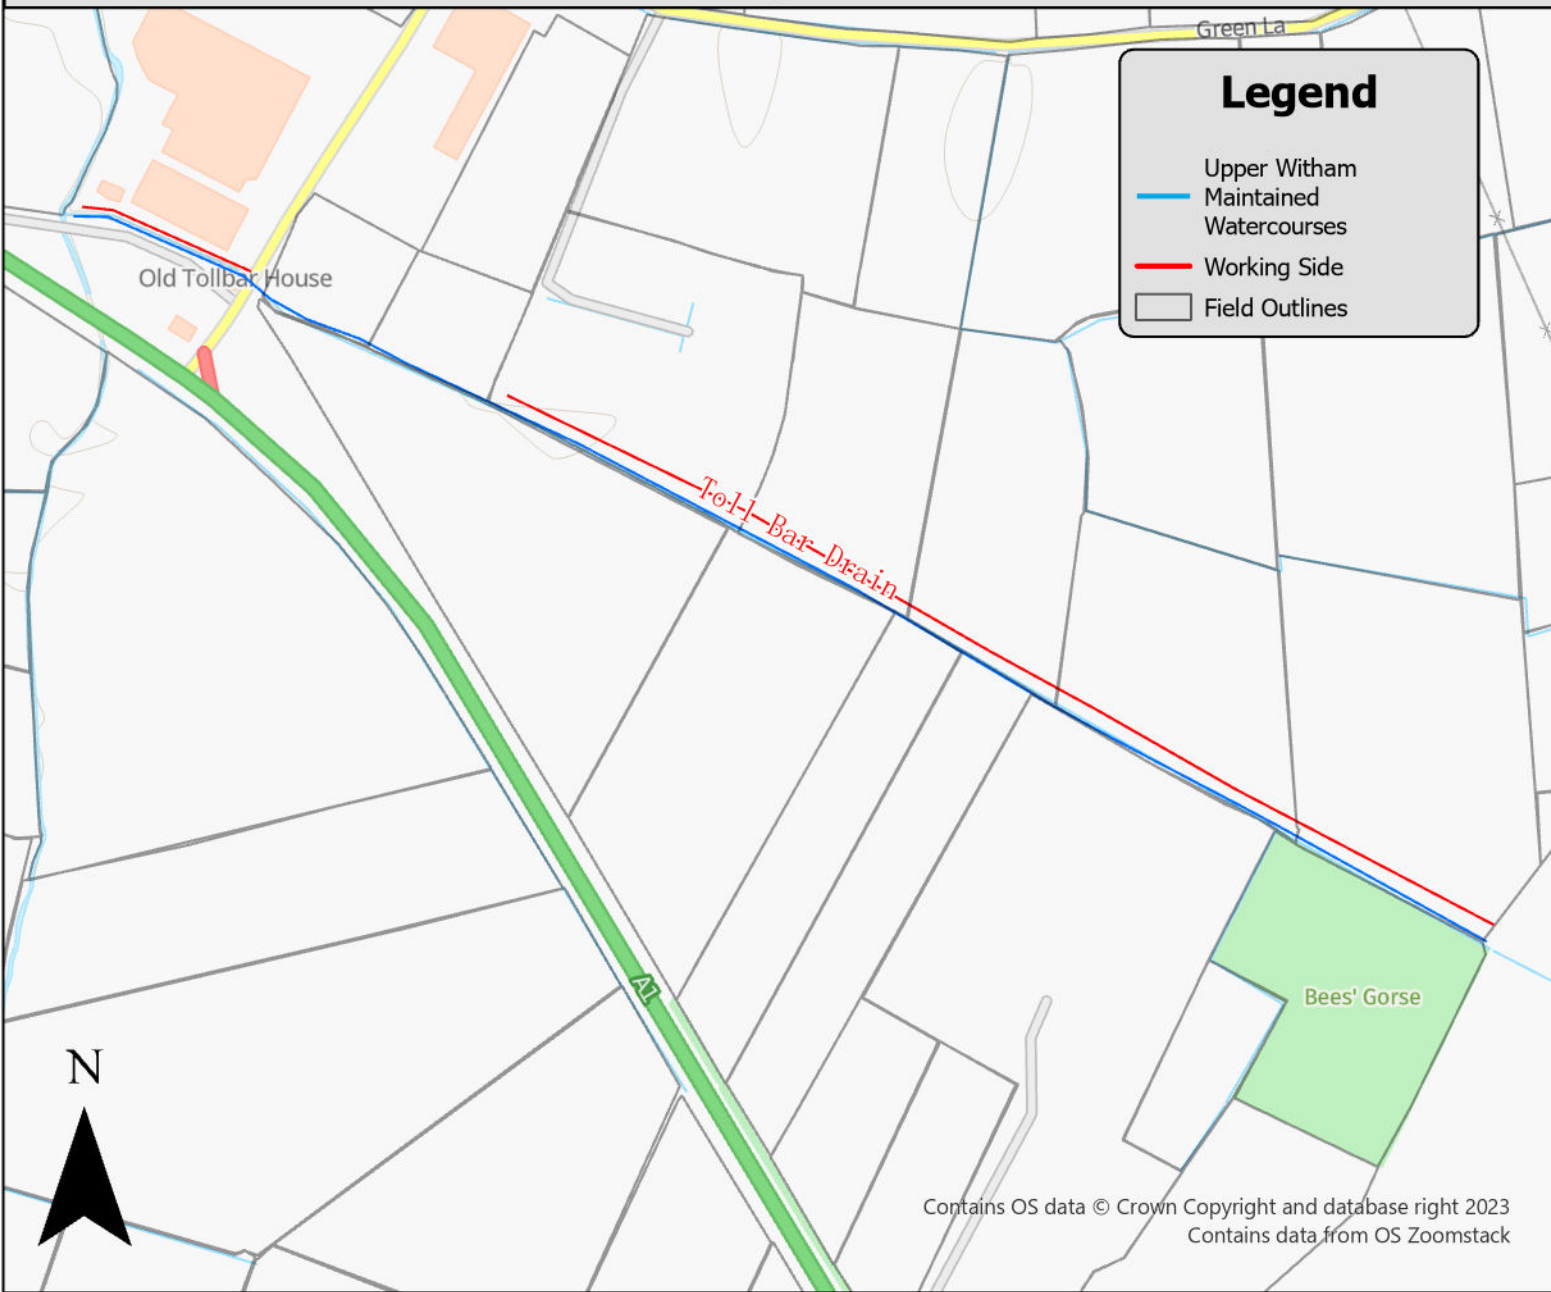 Green La
Legend
Upper Witham
Maintained
Watercourses
Working Side
Field Outlines
Old Tollbar House
Toll Bar Drain
A1
Bees' Gorse
N
Contains OS data © Crown Copyright and database right 2023
Contains data from OS Zoomstack